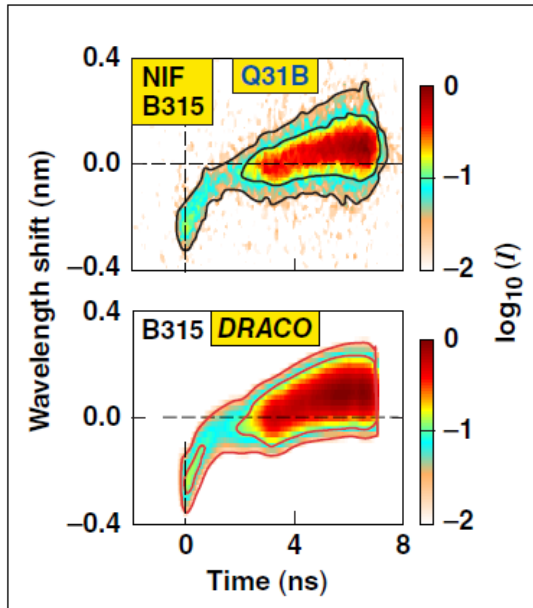 NIF
B315
Q31B
0.4
0.0
−0.4
0
−1
−2
B315 DRACO
0.4
0.0
−0.4
0
−1
−2
0 4 8
Time (ns)
Wavelength shift (nm)
log10 (I)